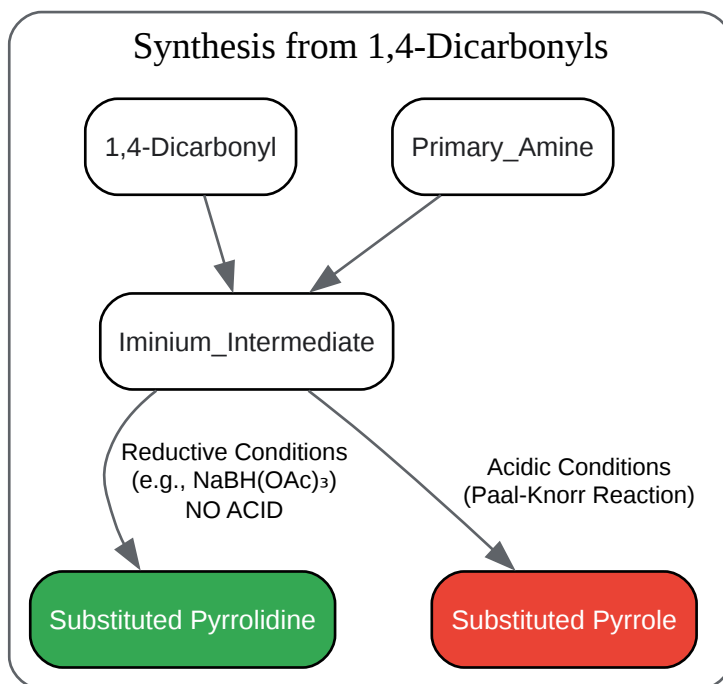 Synthesis from 1,4-Dicarbonyls
1,4-Dicarbonyl
Primary_Amine
Iminium_Intermediate
Reductive Conditions
(e.g., NaBH(OAc)₃)
NO ACID
Acidic Conditions
(Paal-Knorr Reaction)
Substituted Pyrrolidine
Substituted Pyrrole